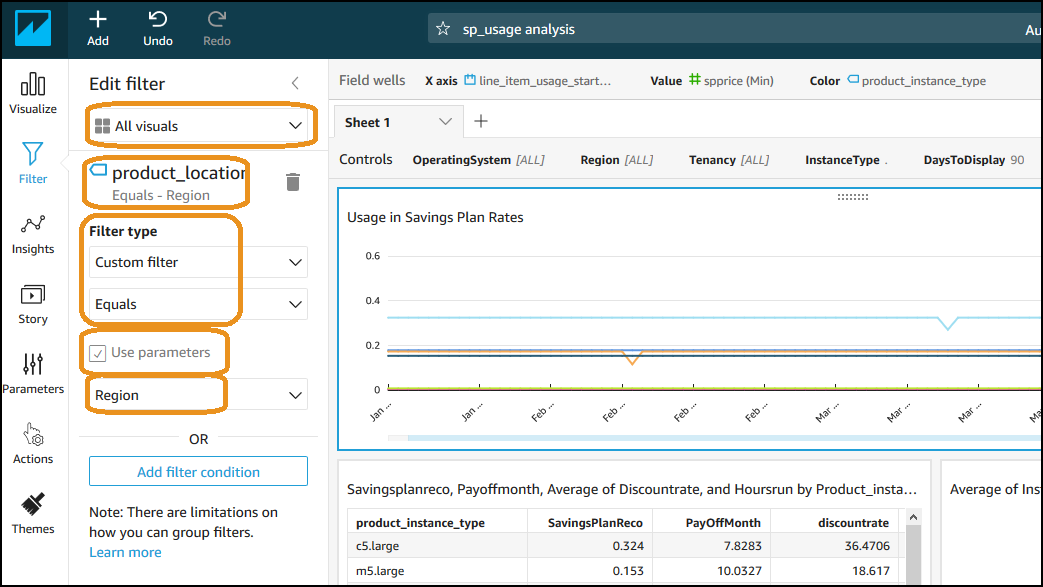 Add
Undo
Redo
sp_usage analysis
Au
Visualize
Filter
Insights
Story
Parameters
Actions
Themes
Edit filter
All visuals
product_location
Equals - Region
Filter type
Custom filter
Equals
Use parameters
Region
OR
Add filter condition
Note: There are limitations on
how you can group filters.
Learn more
Field wells X axis line_item_usage_start... Value spprice (Min) Color product_instance_type
Sheet 1
Controls OperatingSystem [ALL] Region [ALL] Tenancy [ALL] InstanceType . DaysToDisplay 90
Usage in Savings Plan Rates
0.6
0.4
0.2
0
Jan ... Jan ... Feb ... Feb ... Feb ... Feb ... Mar ... Mar ... Mar ... Ma
Savingsplanreco, Payoffmonth, Average of Discountrate, and Hoursrun by Product_insta...
product_instance_type SavingsPlanReco PayOffMonth discountrate
c5.large 0.324 7.8283 36.4706
m5.large 0.153 10.0327 18.617
Average of Ins